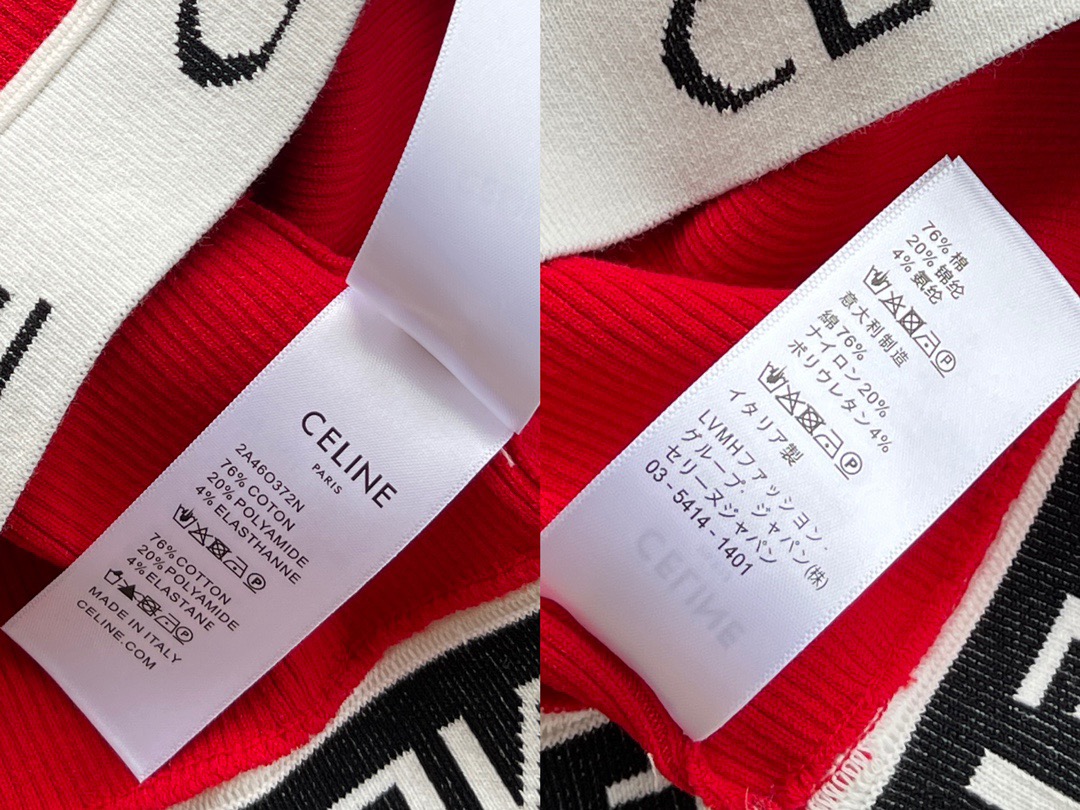 CELINE
PARIS
2A46O372N
76% COTON
20% POLYAMIDE
4% ELASTHANNE
76% COTTON
20% POLYAMIDE
4% ELASTANE
MADE IN ITALY
CELINE.COM
CE
76% 棉
20% 锦纶
4% 氨纶
意大利制造
綿 76%
ナイロン 20%
ポリウレタン 4%
イタリア製
LVMHファッション.
グループ. ジャパン(株)
セリーヌジャパン
03-5414-1401
CELINE